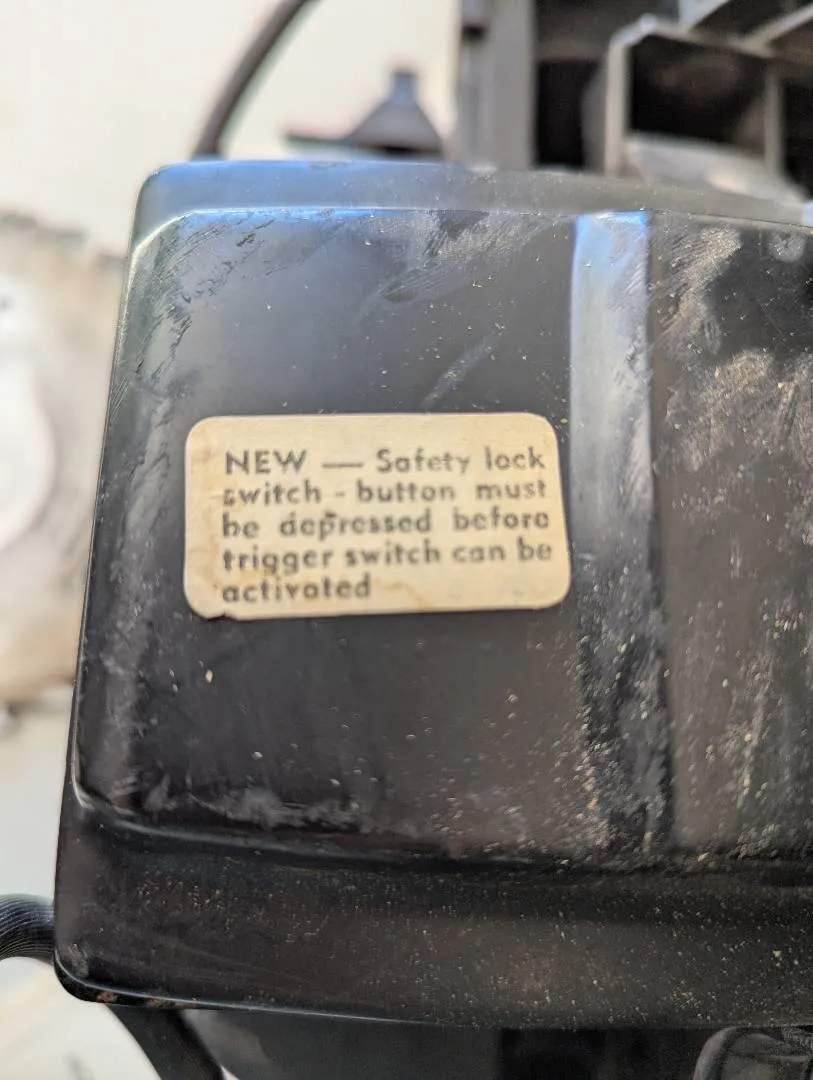 NEW — Safety lock
switch - button must
be depressed before
trigger switch can be
activated